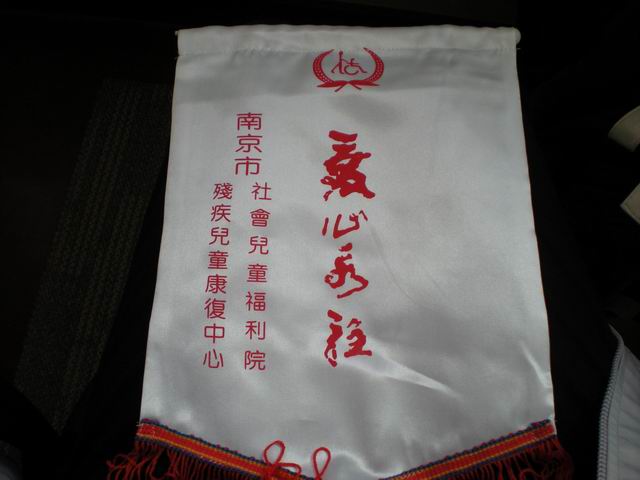 愛心永柱
南京市
社會兒童福利院
殘疾兒童康復中心